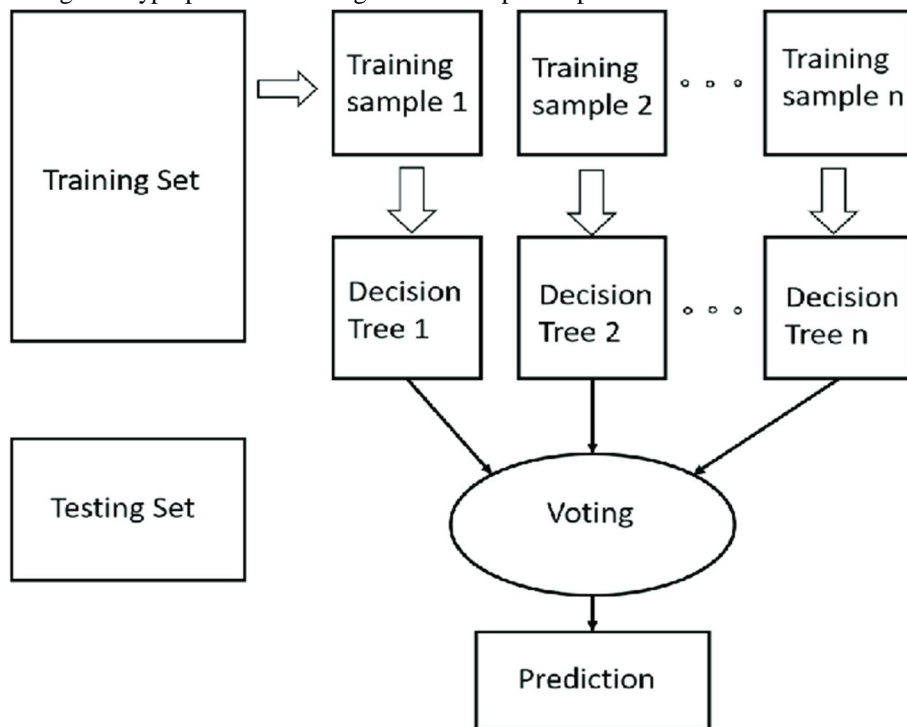 Training Set
Training
sample 1
Training
sample 2
Training
sample n
Decision
Tree 1
Decision
Tree 2
Decision
Tree n
Testing Set
Voting
Prediction